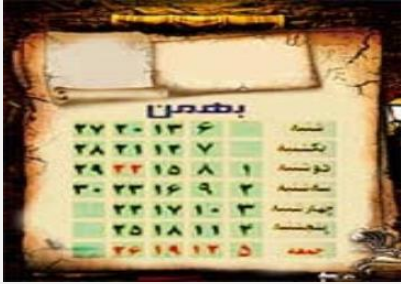 بهمن
شنبه ۶ ۱۳ ۲۰ ۲۷
یکشنبه ۷ ۱۴ ۲۱ ۲۸
دوشنبه ۱ ۸ ۱۵ ۲۲ ۲۹
سه شنبه ۲ ۹ ۱۶ ۲۳ ۳۰
چهارشنبه ۳ ۱۰ ۱۷ ۲۴
پنجشنبه ۴ ۱۱ ۱۸ ۲۵
جمعه ۵ ۱۲ ۱۹ ۲۶